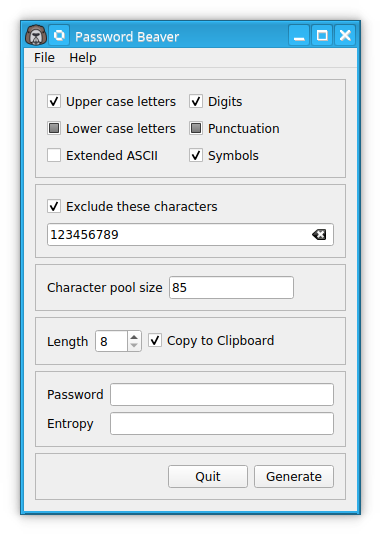 Password Beaver
File Help
Upper case letters Digits
Lower case letters Punctuation
Extended ASCII Symbols
Exclude these characters
123456789
Character pool size 85
Length 8 Copy to Clipboard
Password
Entropy
Quit Generate